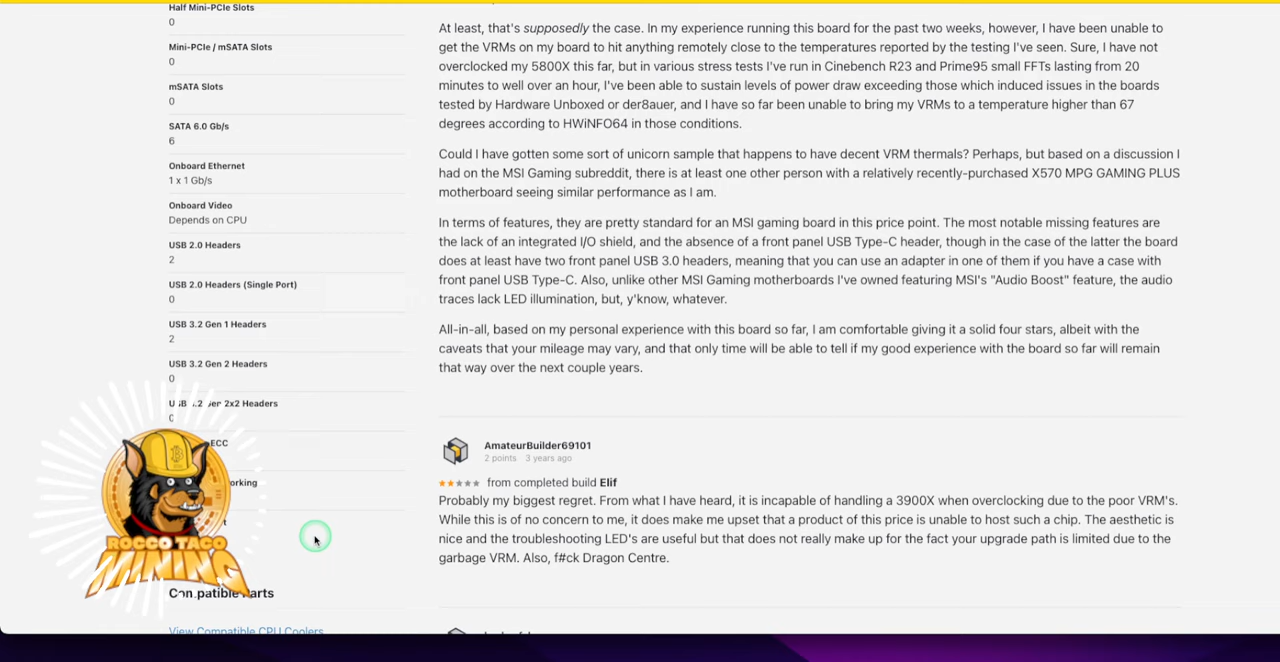 Half Mini-PCIe Slots
0
Mini-PCIe / mSATA Slots
0
mSATA Slots
0
SATA 6.0 Gb/s
6
Onboard Ethernet
1 x 1 Gb/s
Onboard Video
Depends on CPU
USB 2.0 Headers
2
USB 2.0 Headers (Single Port)
0
USB 3.2 Gen 1 Headers
2
USB 3.2 Gen 2 Headers
0
2x2 Headers
ECC
orking
Compatible Parts
View Compatible CPU Coolers
ROCCO TACO
MINING
At least, that's supposedly the case. In my experience running this board for the past two weeks, however, I have been unable to
get the VRMs on my board to hit anything remotely close to the temperatures reported by the testing I've seen. Sure, I have not
overclocked my 5800X this far, but in various stress tests I've run in Cinebench R23 and Prime95 small FFTs lasting from 20
minutes to well over an hour, I've been able to sustain levels of power draw exceeding those which induced issues in the boards
tested by Hardware Unboxed or der8auer, and I have so far been unable to bring my VRMs to a temperature higher than 67
degrees according to HWiNFO64 in those conditions.
Could I have gotten some sort of unicorn sample that happens to have decent VRM thermals? Perhaps, but based on a discussion I
had on the MSI Gaming subreddit, there is at least one other person with a relatively recently-purchased X570 MPG GAMING PLUS
motherboard seeing similar performance as I am.
In terms of features, they are pretty standard for an MSI gaming board in this price point. The most notable missing features are
the lack of an integrated I/O shield, and the absence of a front panel USB Type-C header, though in the case of the latter the board
does at least have two front panel USB 3.0 headers, meaning that you can use an adapter in one of them if you have a case with
front panel USB Type-C. Also, unlike other MSI Gaming motherboards I've owned featuring MSI's "Audio Boost" feature, the audio
traces lack LED illumination, but, y'know, whatever.
All-in-all, based on my personal experience with this board so far, I am comfortable giving it a solid four stars, albeit with the
caveats that your mileage may vary, and that only time will be able to tell if my good experience with the board so far will remain
that way over the next couple years.
AmateurBuilder69101
2 points 3 years ago
from completed build Elif
Probably my biggest regret. From what I have heard, it is incapable of handling a 3900X when overclocking due to the poor VRM's.
While this is of no concern to me, it does make me upset that a product of this price is unable to host such a chip. The aesthetic is
nice and the troubleshooting LED's are useful but that does not really make up for the fact your upgrade path is limited due to the
garbage VRM. Also, f#ck Dragon Centre.